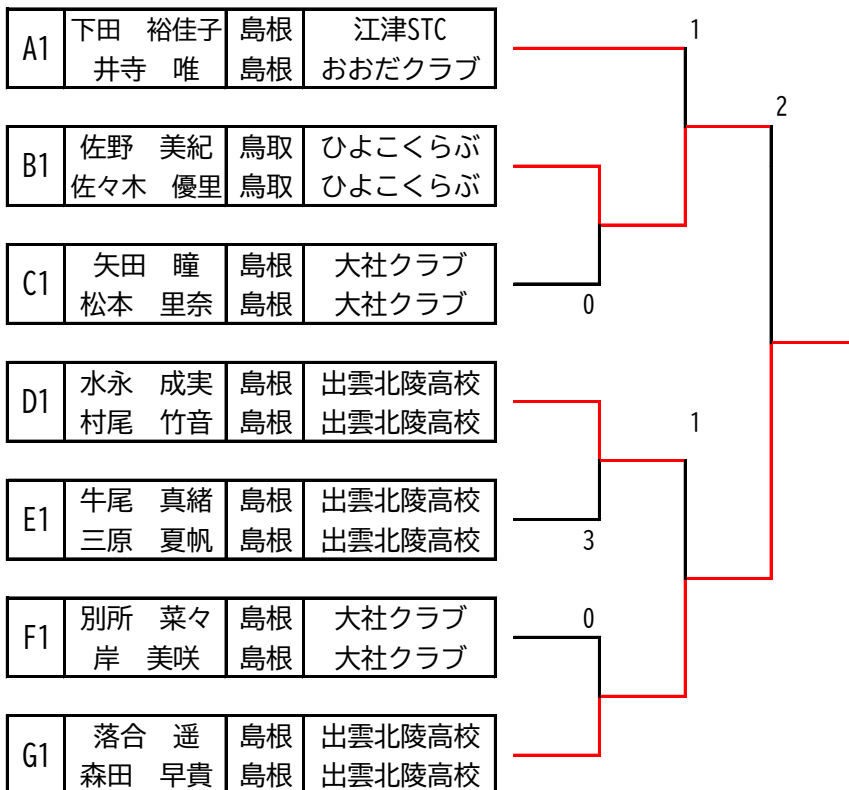 A1 下田 裕佳子 島根 江津STC
井寺 唯 島根 おおだクラブ
1
2
B1 佐野 美紀 鳥取 ひよこくらぶ
佐々木 優里 鳥取 ひよこくらぶ
C1 矢田 瞳 島根 大社クラブ
松本 里奈 島根 大社クラブ
0
D1 水永 成実 島根 出雲北陵高校
村尾 竹音 島根 出雲北陵高校
1
E1 牛尾 真緒 島根 出雲北陵高校
三原 夏帆 島根 出雲北陵高校
3
F1 別所 菜々 島根 大社クラブ
岸 美咲 島根 大社クラブ
0
G1 落合 遥 島根 出雲北陵高校
森田 早貴 島根 出雲北陵高校